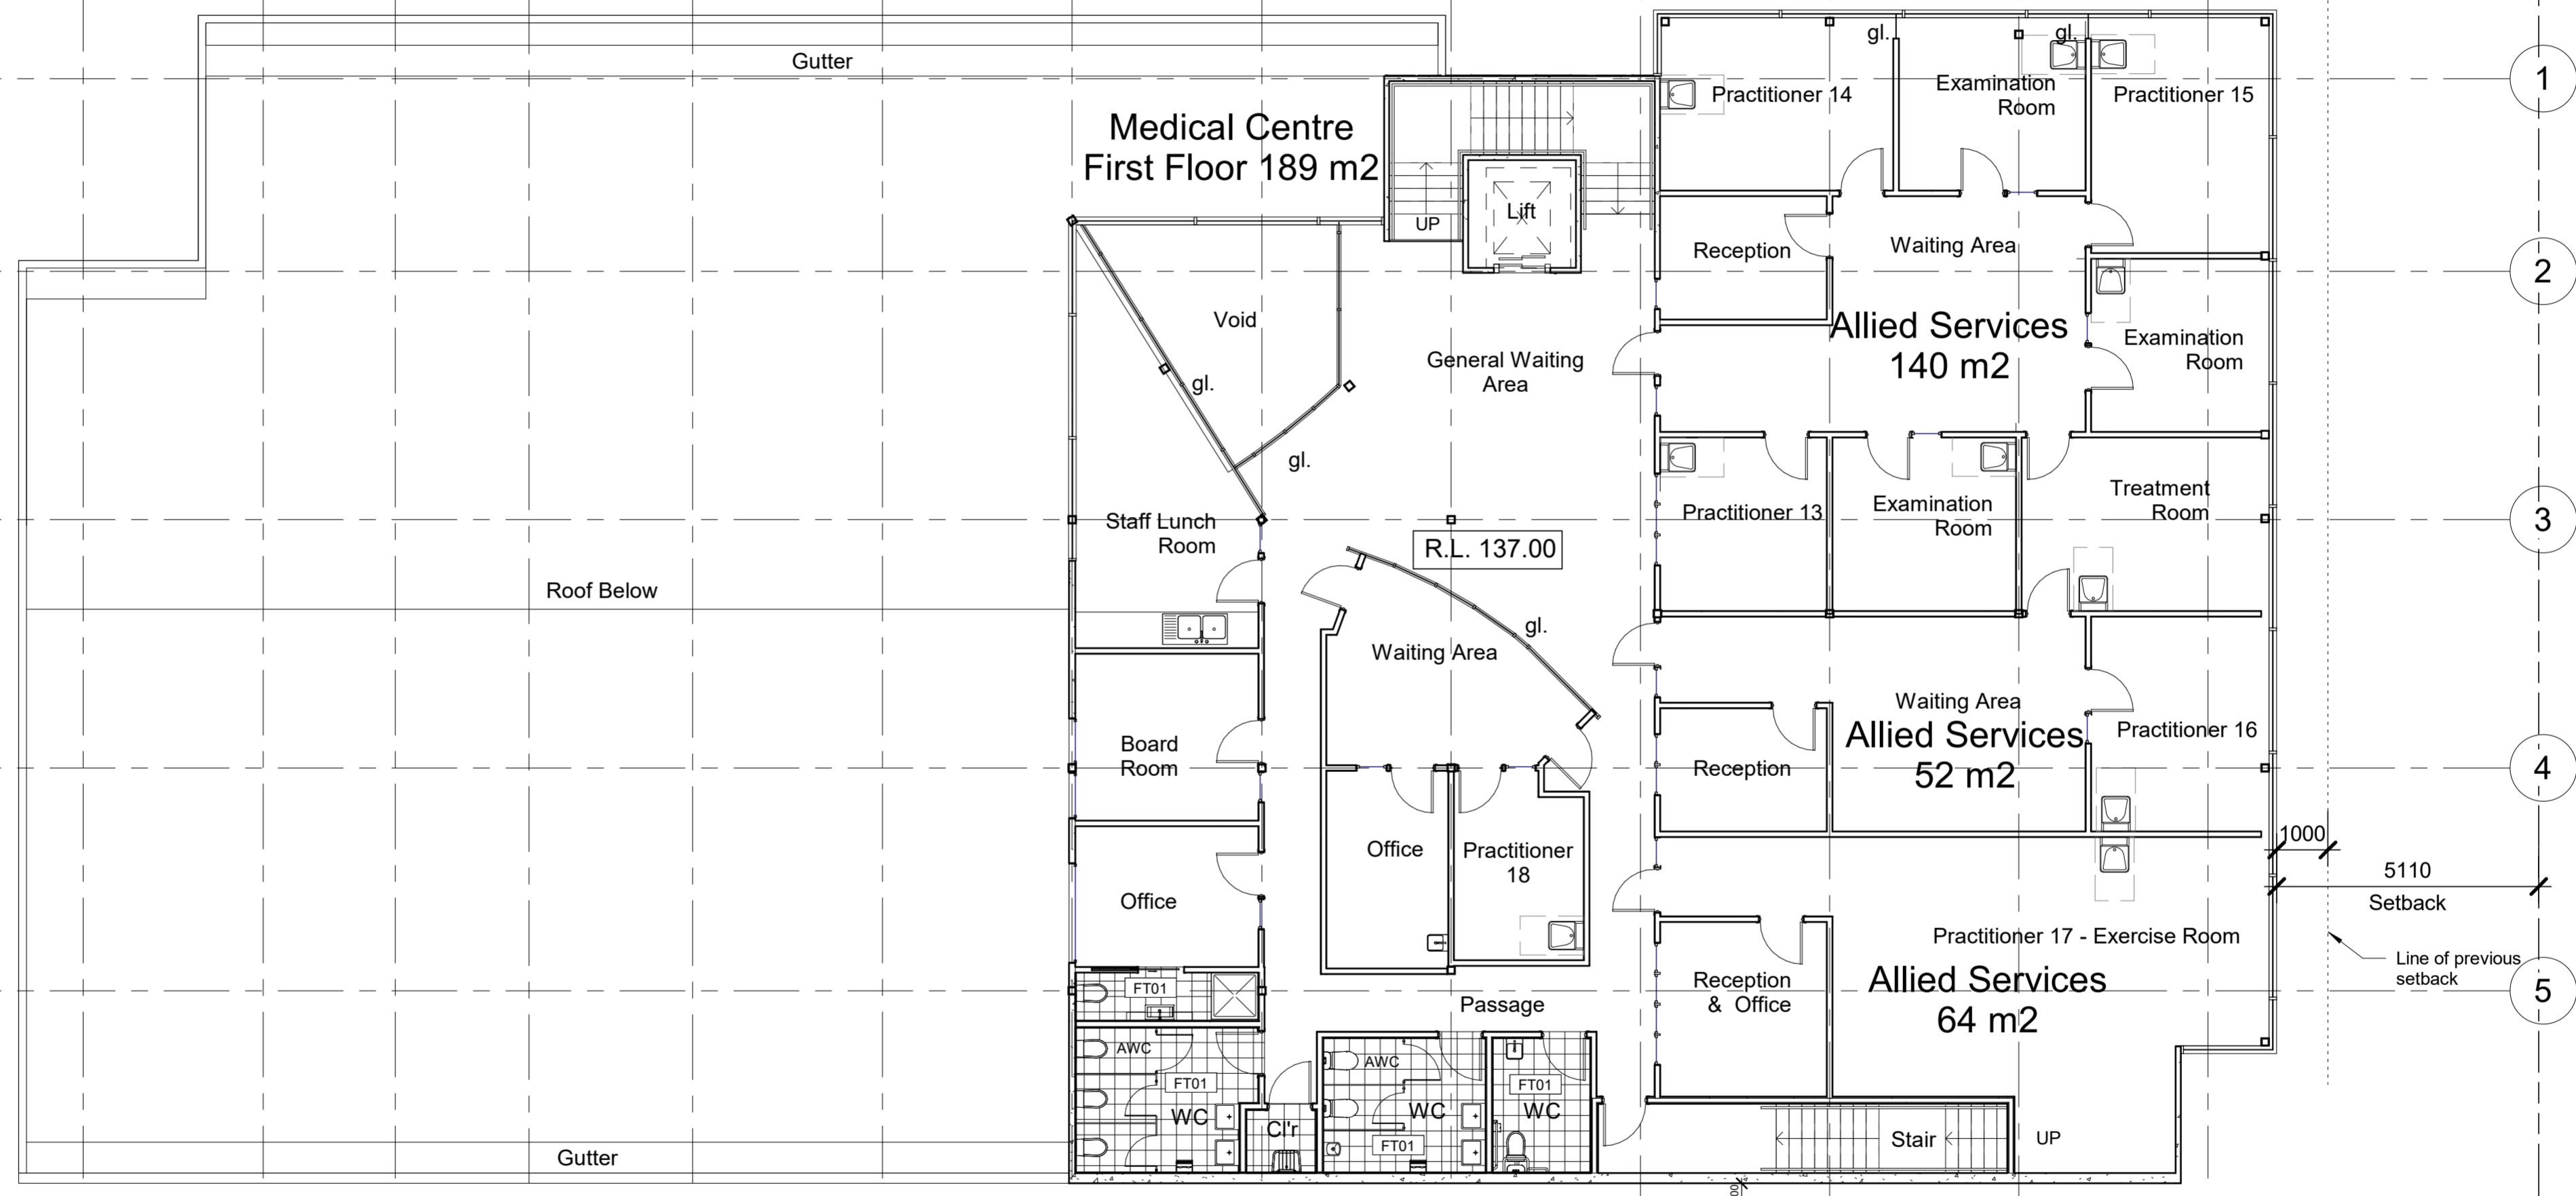 Gutter
Medical Centre
First Floor 189 m2
UP
Lift
gl.
gl.
Practitioner 14
Examination
Room
Practitioner 15
1
Reception
Waiting Area
2
Void
gl.
gl.
General Waiting
Area
Allied Services
140 m2
Examination
Room
Staff Lunch
Room
R.L. 137.00
Practitioner 13
Examination
Room
Treatment
Room
3
Roof Below
Waiting Area
gl.
Waiting Area
Allied Services
52 m2
Practitioner 16
Board
Room
Reception
4
1000
Office
Practitioner
18
5110
Setback
Office
Practitioner 17 - Exercise Room
Line of previous
setback
Reception
& Office
Allied Services
64 m2
5
FT01
Passage
AWC
FT01
WC
Cl'r
AWC
WC
FT01
FT01
WC
Stair
UP
Gutter